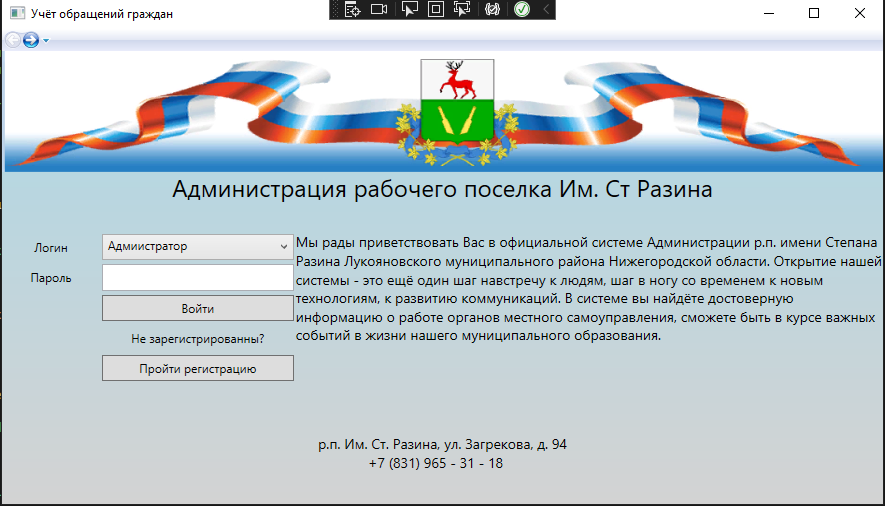 Учёт обращений граждан
Администрация рабочего поселка Им. Ст Разина
Логин
Адмиистратор
Пароль
Войти
Не зарегистрированны?
Пройти регистрацию
Мы рады приветствовать Вас в официальной системе Администрации р.п. имени Степана
Разина Лукояновского муниципального района Нижегородской области. Открытие нашей
системы - это ещё один шаг навстречу к людям, шаг в ногу со временем к новым
технологиям, к развитию коммуникаций. В системе вы найдёте достоверную
информацию о работе органов местного самоуправления, сможете быть в курсе важных
событий в жизни нашего муниципального образования.
р.п. Им. Ст. Разина, ул. Загрекова, д. 94
+7 (831) 965 - 31 - 18